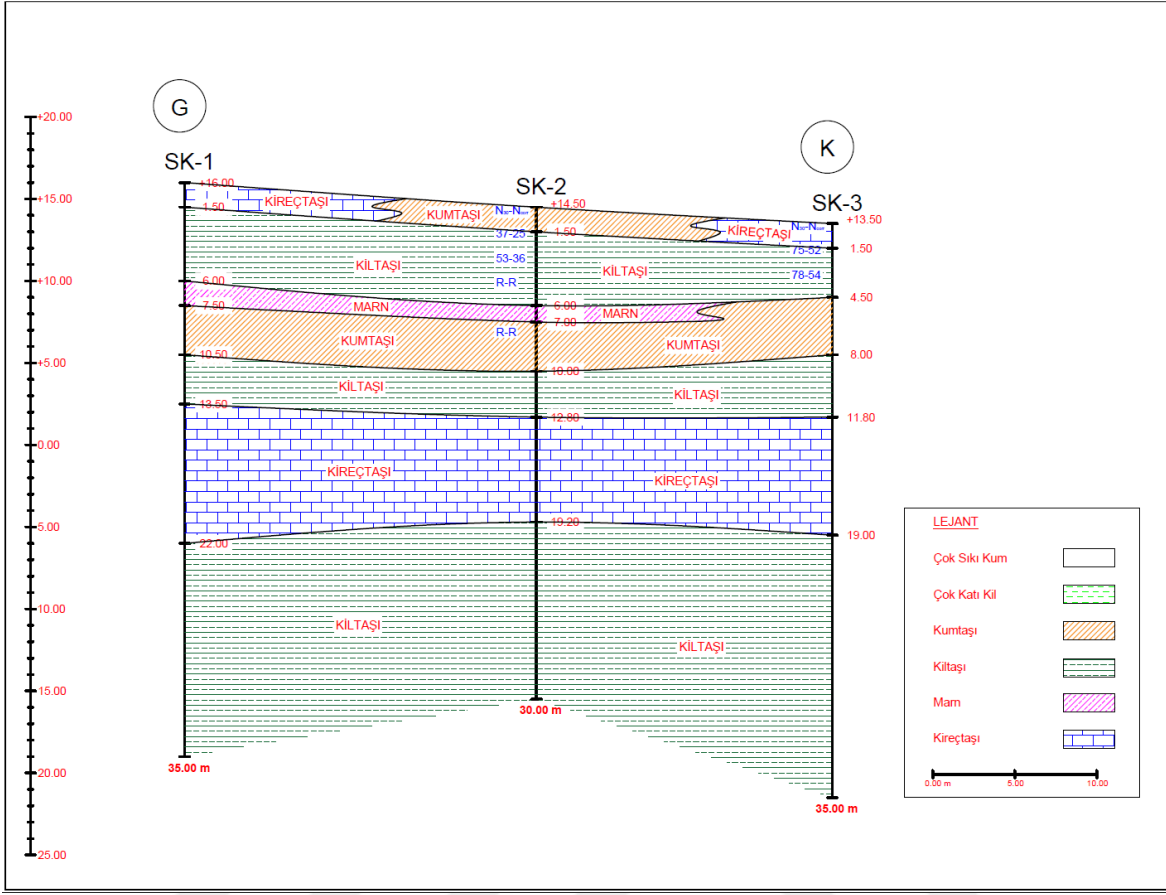 G
K
SK-1
SK-2
SK-3
+20.00
+15.00
+10.00
+5.00
0.00
5.00
10.00
15.00
20.00
25.00
+16.00
1.50
6.00
7.50
10.50
13.50
22.00
35.00 m
+14.50
1.50
6.00
7.00
10.00
12.80
19.20
30.00 m
+13.50
1.50
4.50
8.00
11.80
19.00
35.00 m
KİREÇTAŞI
KUMTAŞI
KİREÇTAŞI
37-25
53-36
R-R
R-R
75-52
78-54
KİLTAŞI
KİLTAŞI
MARN
MARN
KUMTAŞI
KUMTAŞI
KİLTAŞI
KİLTAŞI
KİREÇTAŞI
KİREÇTAŞI
KİLTAŞI
KİLTAŞI
LEJANT
Çok Sıkı Kum
Çok Katı Kil
Kumtaşı
Kiltaşı
Marn
Kireçtaşı
0.00 m
5.00
10.00